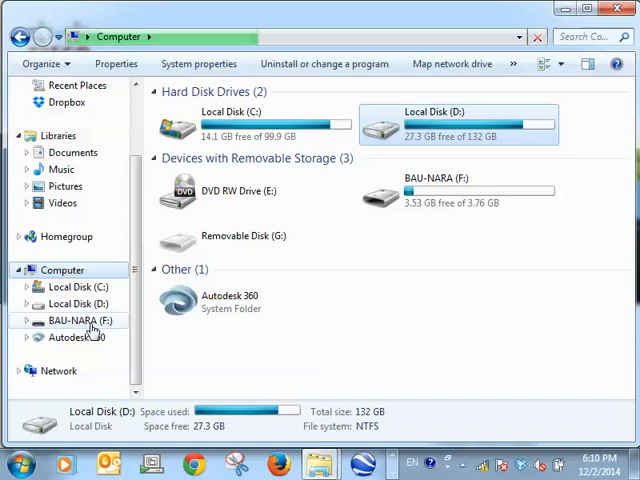 Computer
Search Co...
Organize
Properties
System properties
Uninstall or change a program
Map network drive
»
Recent Places
Dropbox
Libraries
Documents
Music
Pictures
Videos
Homegroup
Computer
Local Disk (C:)
Local Disk (D:)
BAU-NARA (F:)
Network
Hard Disk Drives (2)
Local Disk (C:)
14.1 GB free of 99.9 GB
Local Disk (D:)
27.3 GB free of 132 GB
Devices with Removable Storage (3)
DVD RW Drive (E:)
BAU-NARA (F:)
3.53 GB free of 3.76 GB
Removable Disk (G:)
Other (1)
Autodesk 360
System Folder
Local Disk (D:) Space used: Total size: 132 GB
Local Disk Space free: 27.3 GB File system: NTFS
EN
6:10 PM
12/2/2014